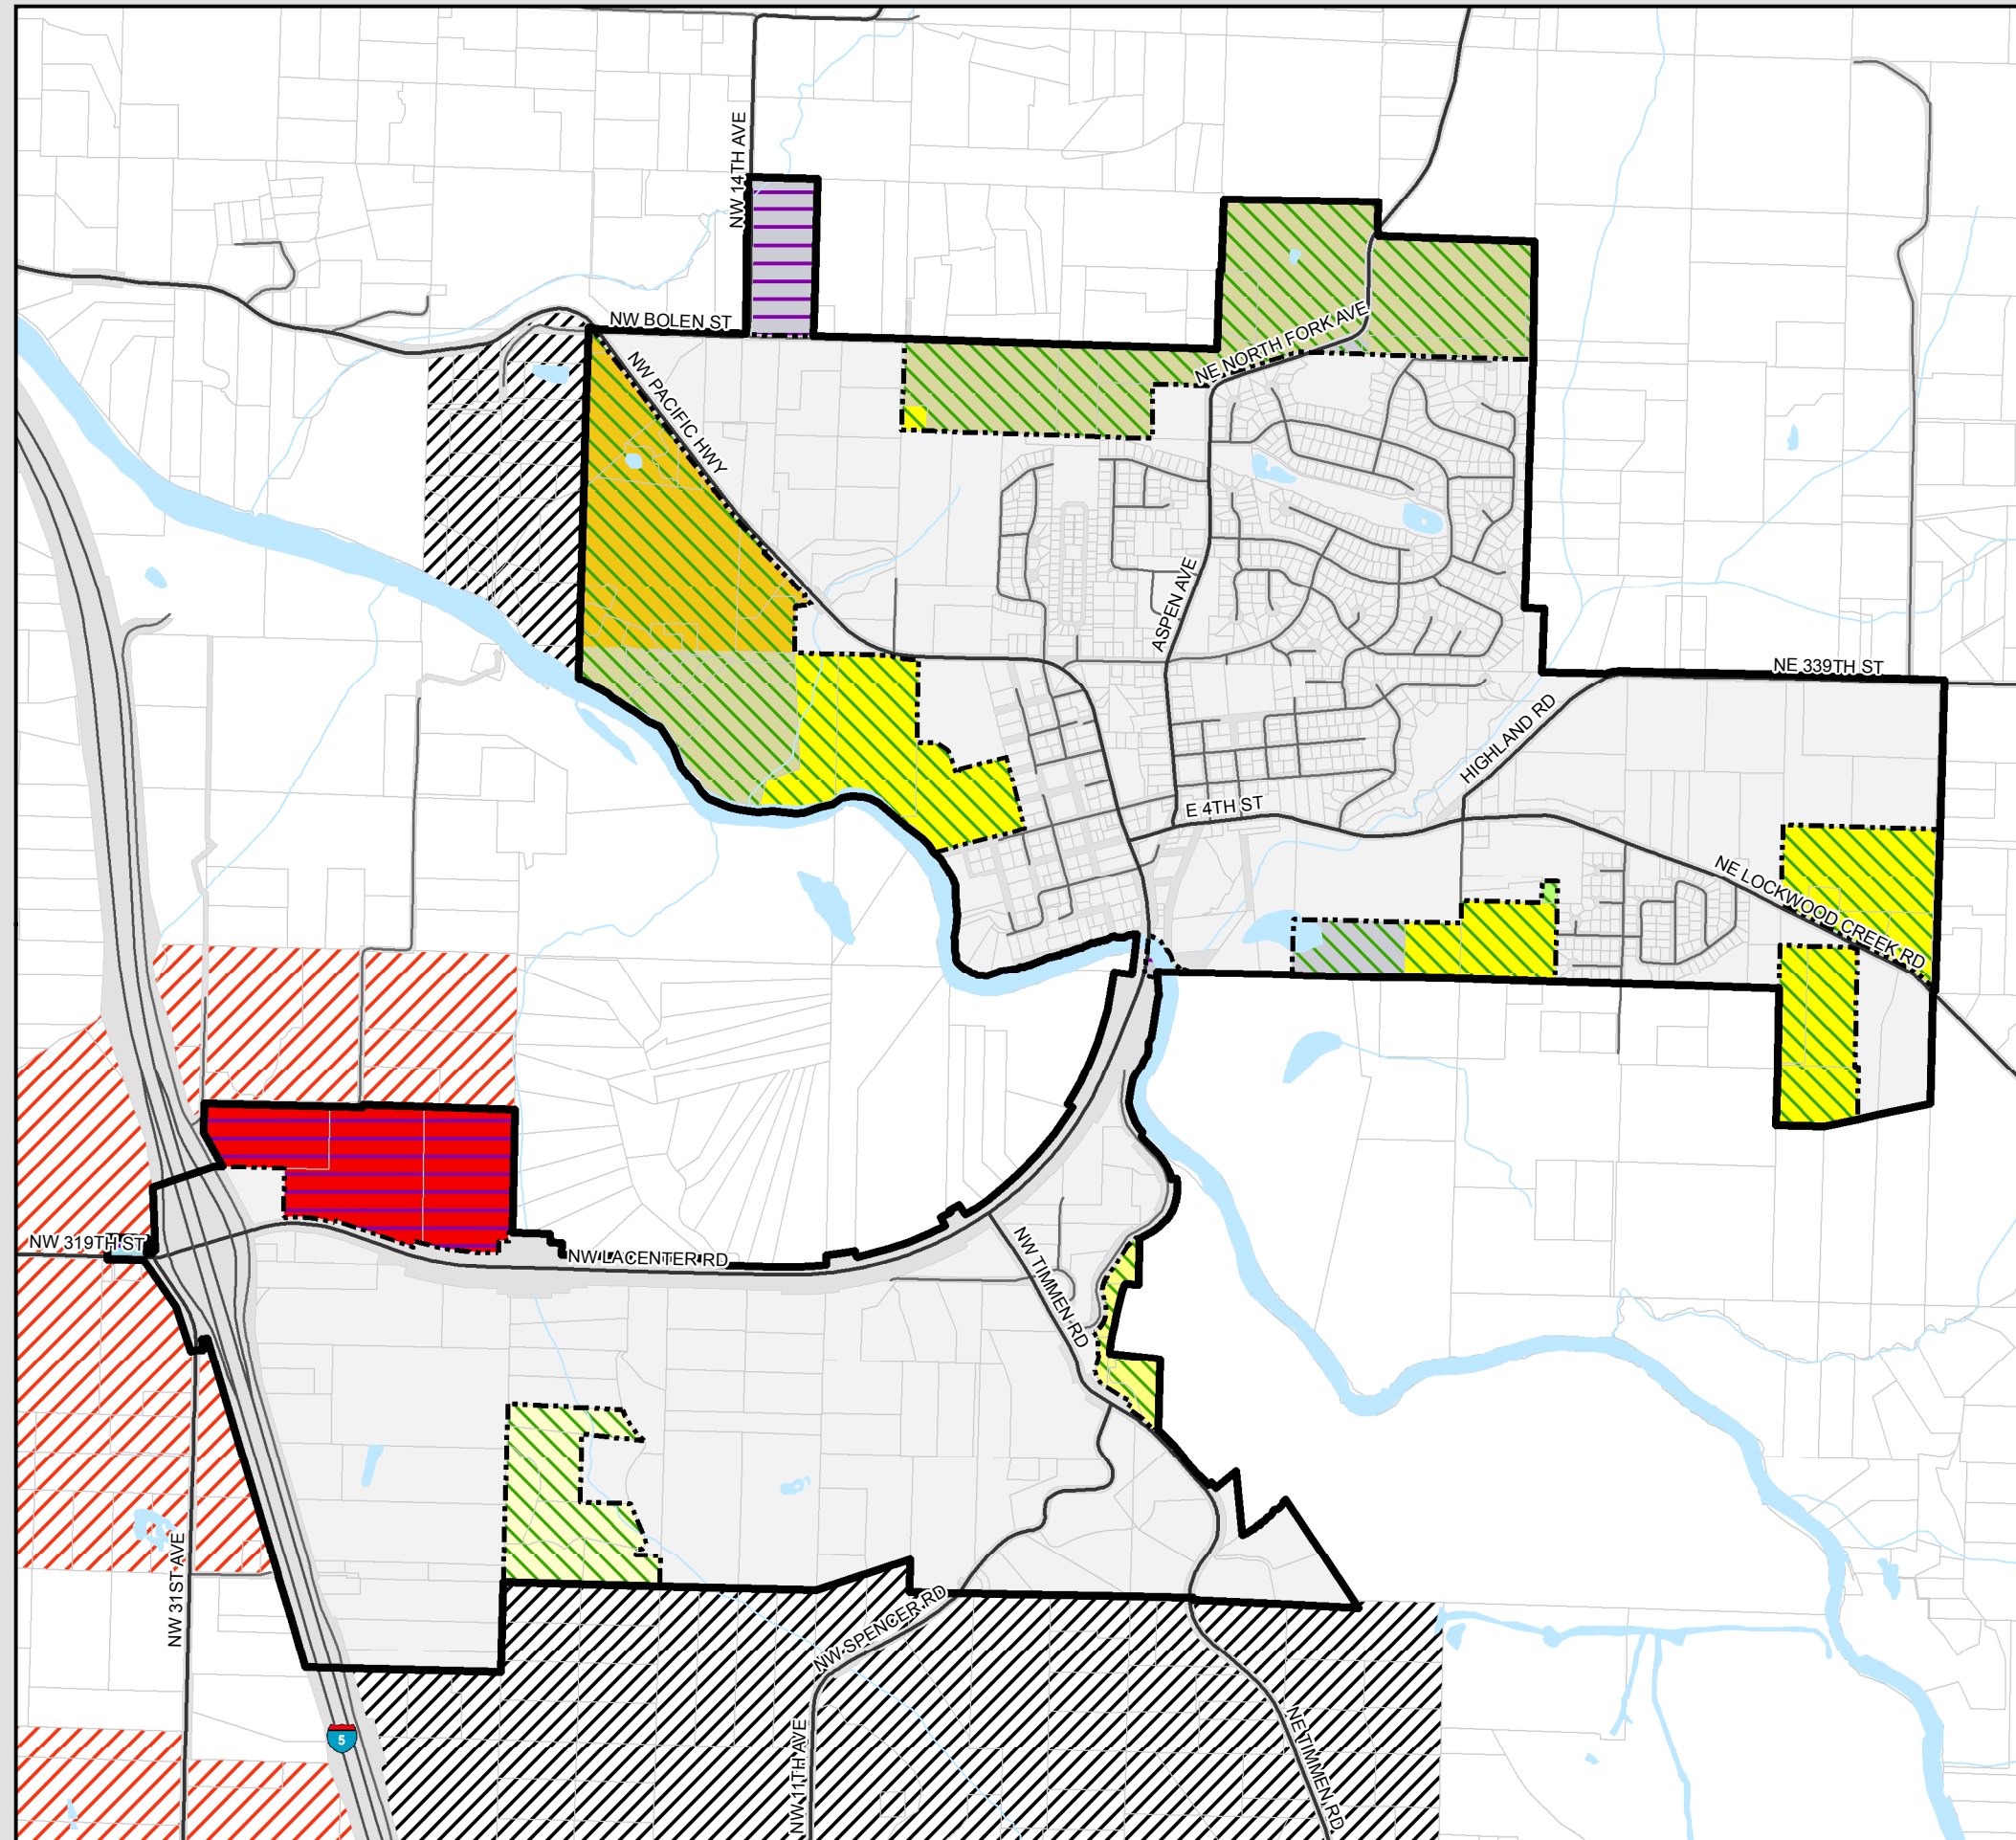 NW 14TH AVE
NW BOLEN ST
NE NORTH FORK AVE
NW PACIFIC HWY
ASPEN AVE
NE 339TH ST
HIGHLAND RD
E 4TH ST
NE LOCKWOOD CREEK RD
NW 319TH ST
NW LACENTER RD
NW TIMMEN RD
NW 31ST AVE
NW SPENCER RD
5
NW 11TH AVE
NE TIMMEN RD